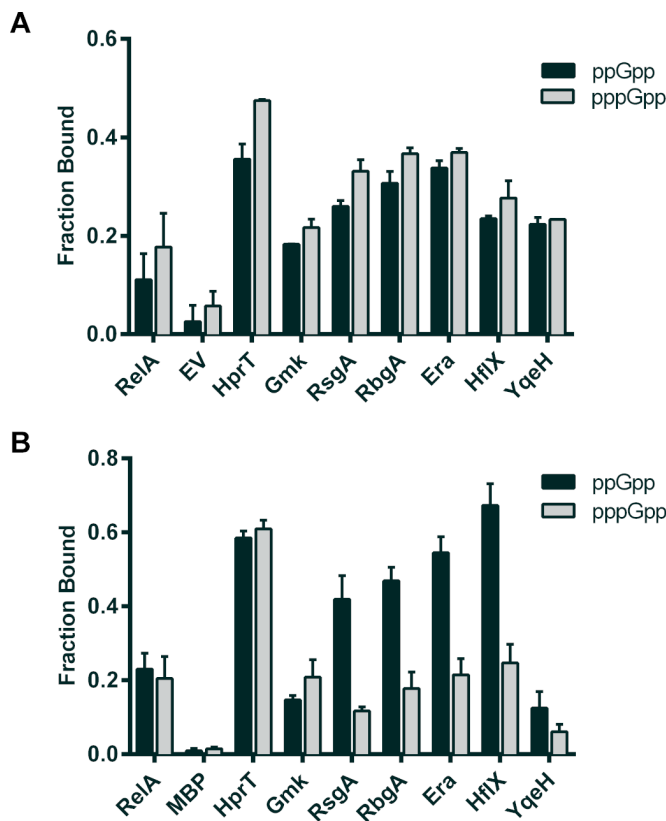 A
0.6
0.4
0.2
0.0
Fraction Bound
ppGpp
pppGpp
RelA
EV
HprT
Gmk
RsgA
RbgA
Era
HflX
YqeH
B
0.8
0.6
0.4
0.2
0.0
Fraction Bound
ppGpp
pppGpp
RelA
MBP
HprT
Gmk
RsgA
RbgA
Era
HflX
YqeH